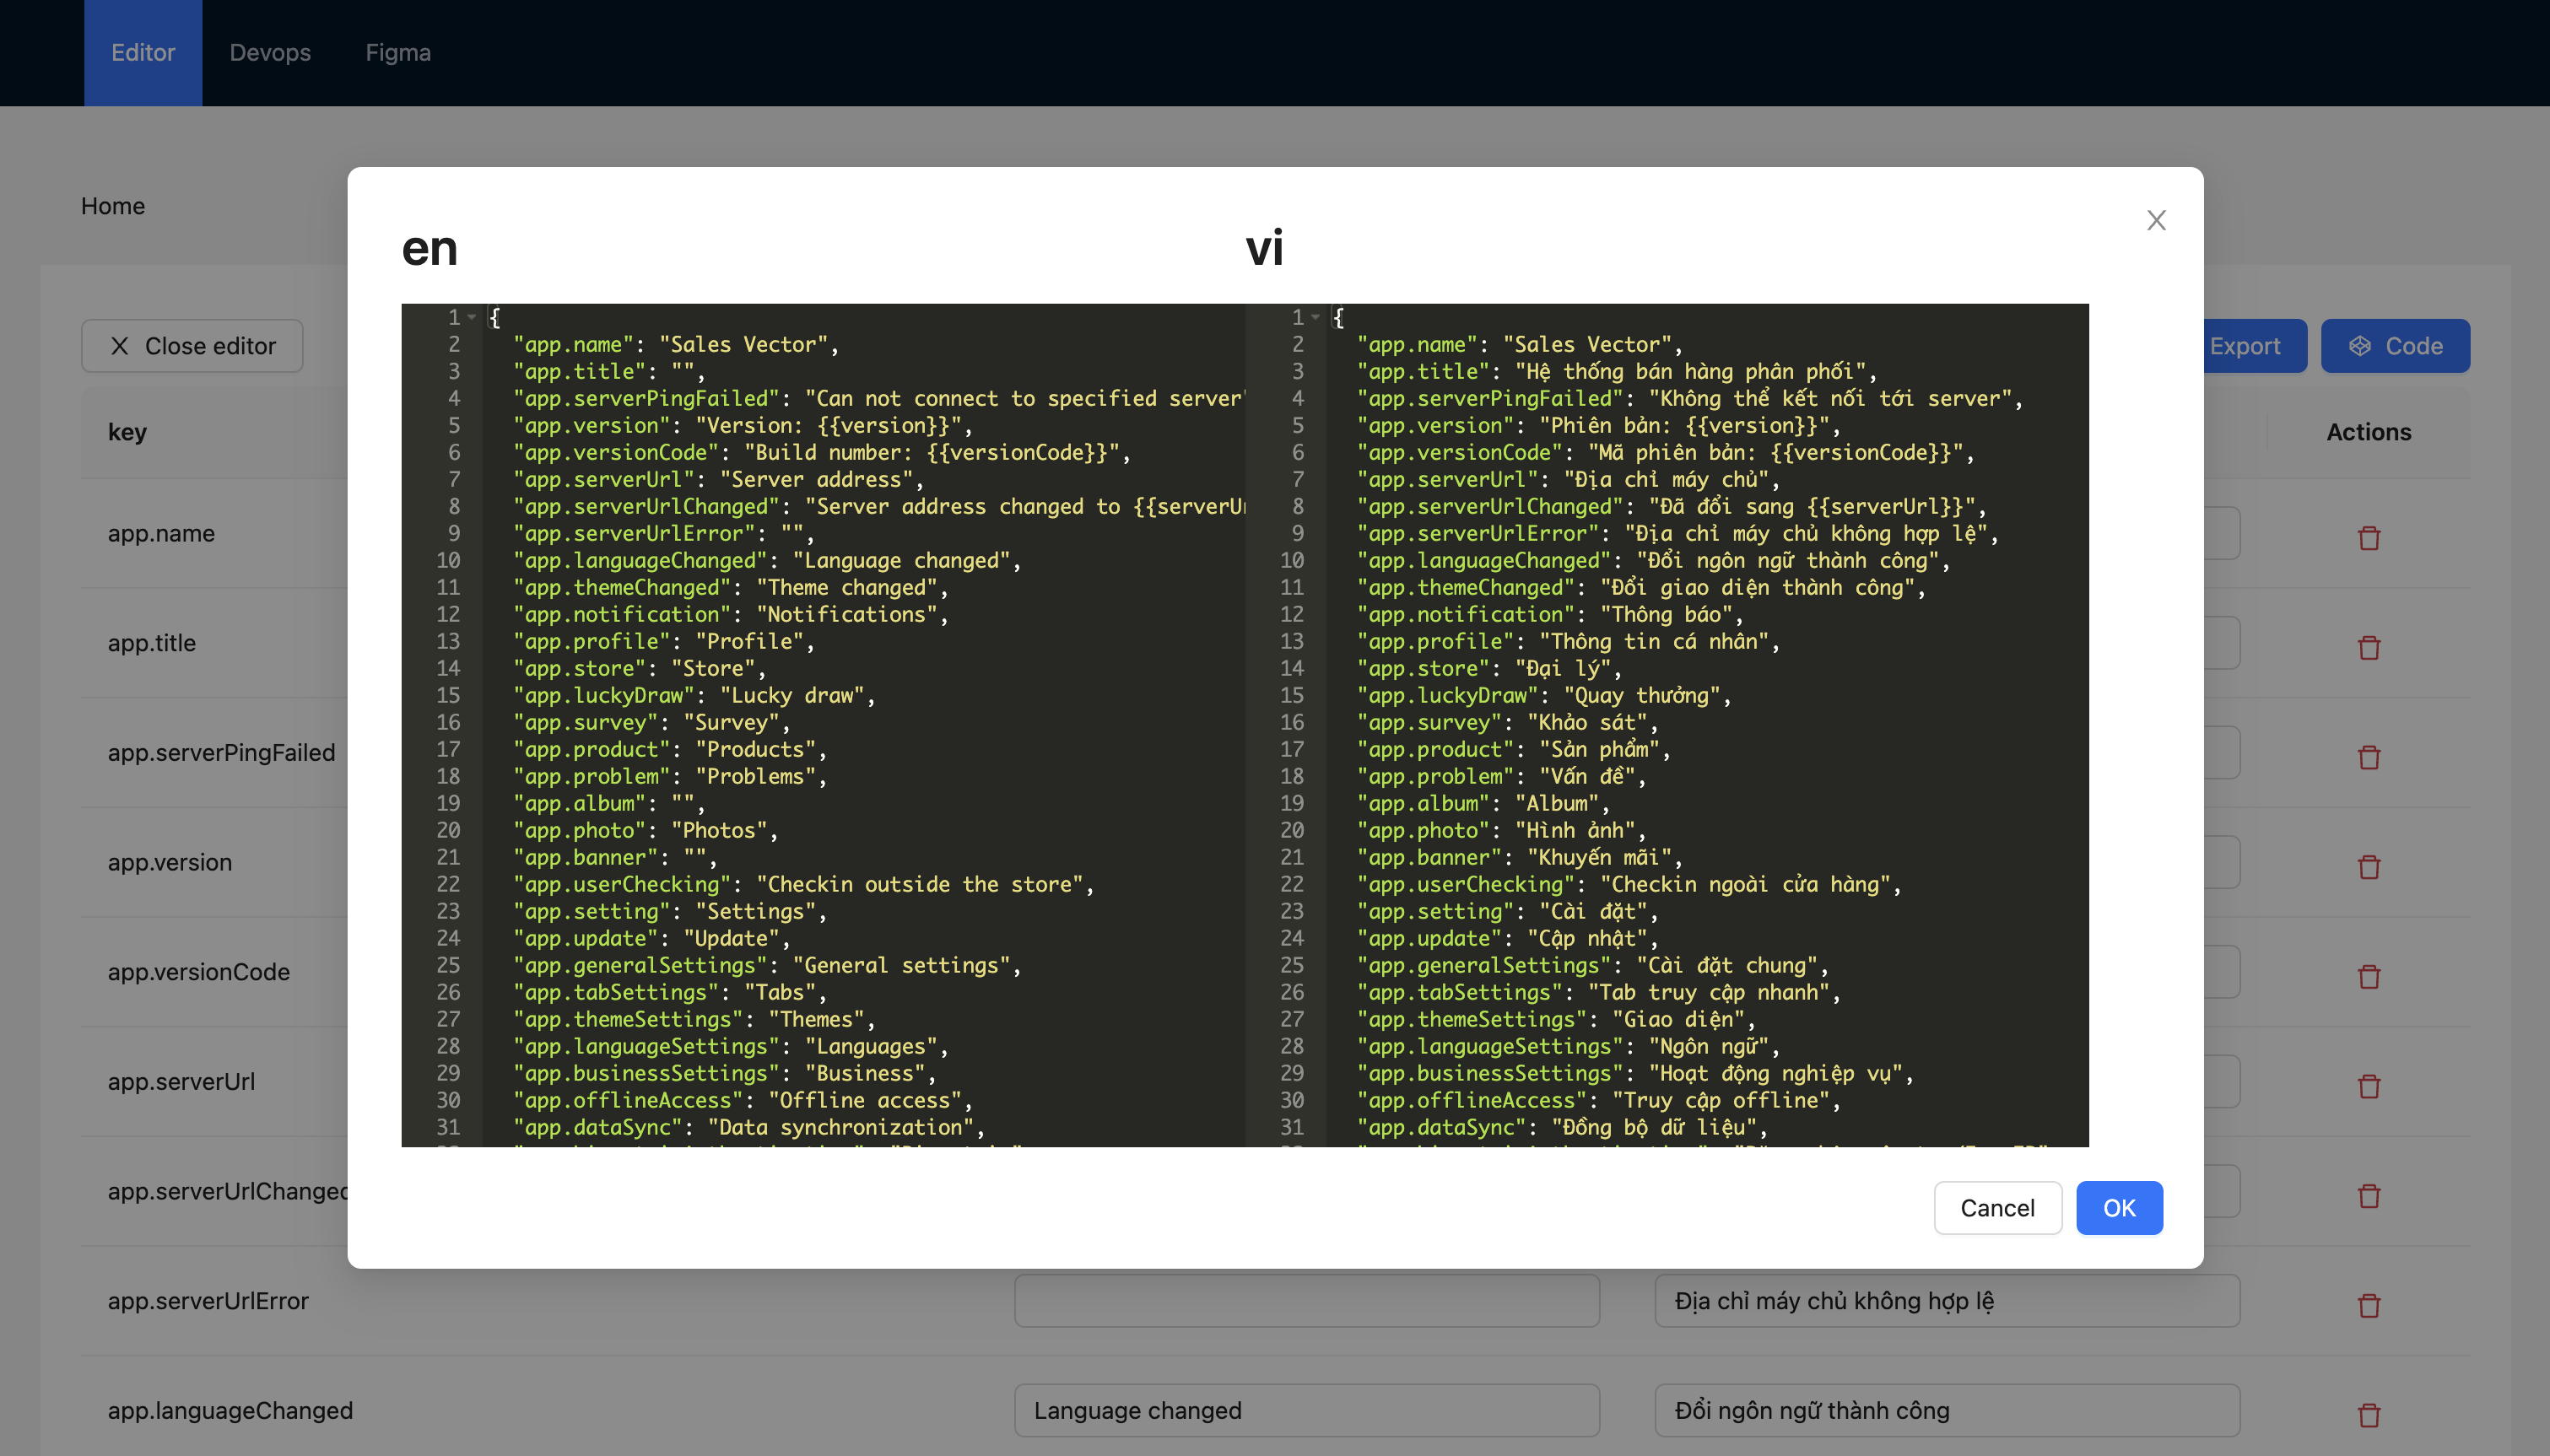 Editor
Devops
Figma
Home
Close editor
Export
Code
key
Actions
app.name
app.title
app.serverPingFailed
app.version
app.versionCode
app.serverUrl
app.serverUrlChanged
app.serverUrlError
Địa chỉ máy chủ không hợp lệ
app.languageChanged
Language changed
Đổi ngôn ngữ thành công
en
1 {
2 "app.name": "Sales Vector",
3 "app.title": "",
4 "app.serverPingFailed": "Can not connect to specified server"
5 "app.version": "Version: {{version}}",
6 "app.versionCode": "Build number: {{versionCode}}",
7 "app.serverUrl": "Server address",
8 "app.serverUrlChanged": "Server address changed to {{serverU
9 "app.serverUrlError": "",
10 "app.languageChanged": "Language changed",
11 "app.themeChanged": "Theme changed",
12 "app.notification": "Notifications",
13 "app.profile": "Profile",
14 "app.store": "Store",
15 "app.luckyDraw": "Lucky draw",
16 "app.survey": "Survey",
17 "app.product": "Products",
18 "app.problem": "Problems",
19 "app.album": "",
20 "app.photo": "Photos",
21 "app.banner": "",
22 "app.userChecking": "Checkin outside the store",
23 "app.setting": "Settings",
24 "app.update": "Update",
25 "app.generalSettings": "General settings",
26 "app.tabSettings": "Tabs",
27 "app.themeSettings": "Themes",
28 "app.languageSettings": "Languages",
29 "app.businessSettings": "Business",
30 "app.offlineAccess": "Offline access",
31 "app.dataSync": "Data synchronization",
vi
1 {
2 "app.name": "Sales Vector",
3 "app.title": "Hệ thống bán hàng phân phối",
4 "app.serverPingFailed": "Không thể kết nối tới server",
5 "app.version": "Phiên bản: {{version}}",
6 "app.versionCode": "Mã phiên bản: {{versionCode}}",
7 "app.serverUrl": "Địa chỉ máy chủ",
8 "app.serverUrlChanged": "Đã đổi sang {{serverUrl}}",
9 "app.serverUrlError": "Địa chỉ máy chủ không hợp lệ",
10 "app.languageChanged": "Đổi ngôn ngữ thành công",
11 "app.themeChanged": "Đổi giao diện thành công",
12 "app.notification": "Thông báo",
13 "app.profile": "Thông tin cá nhân",
14 "app.store": "Đại lý",
15 "app.luckyDraw": "Quay thưởng",
16 "app.survey": "Khảo sát",
17 "app.product": "Sản phẩm",
18 "app.problem": "Vấn đề",
19 "app.album": "Album",
20 "app.photo": "Hình ảnh",
21 "app.banner": "Khuyến mãi",
22 "app.userChecking": "Checkin ngoài cửa hàng",
23 "app.setting": "Cài đặt",
24 "app.update": "Cập nhật",
25 "app.generalSettings": "Cài đặt chung",
26 "app.tabSettings": "Tab truy cập nhanh",
27 "app.themeSettings": "Giao diện",
28 "app.languageSettings": "Ngôn ngữ",
29 "app.businessSettings": "Hoạt động nghiệp vụ",
30 "app.offlineAccess": "Truy cập offline",
31 "app.dataSync": "Đồng bộ dữ liệu",
Cancel
OK